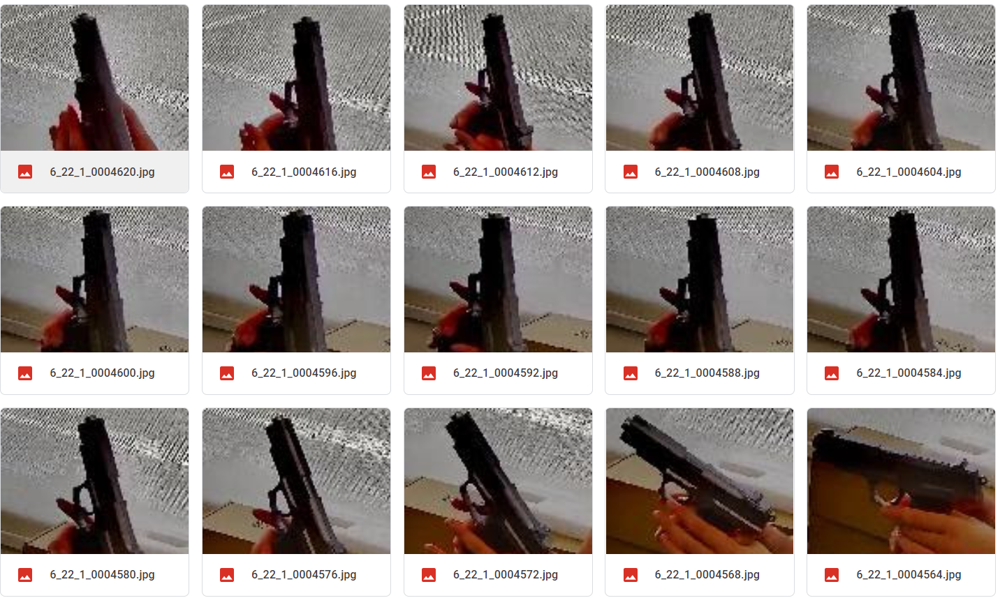 6_22_1_0004620.jpg
6_22_1_0004616.jpg
6_22_1_0004612.jpg
6_22_1_0004608.jpg
6_22_1_0004604.jpg
6_22_1_0004600.jpg
6_22_1_0004596.jpg
6_22_1_0004592.jpg
6_22_1_0004588.jpg
6_22_1_0004584.jpg
6_22_1_0004580.jpg
6_22_1_0004576.jpg
6_22_1_0004572.jpg
6_22_1_0004568.jpg
6_22_1_0004564.jpg